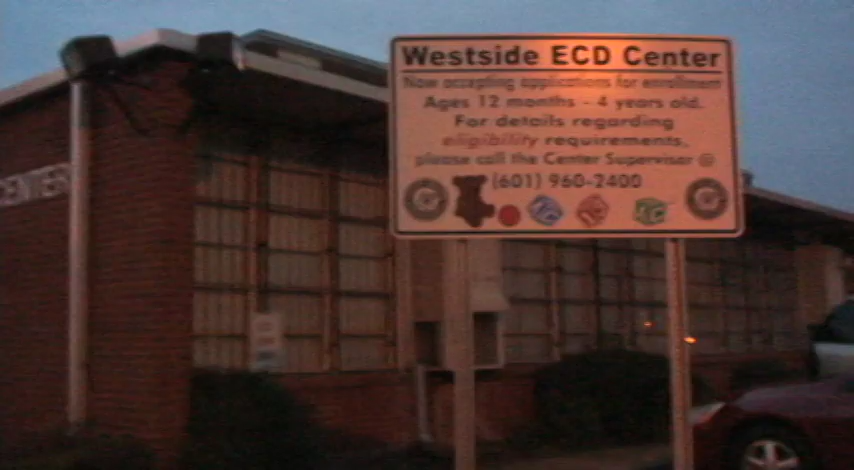 Westside ECD Center
Now accepting applications for enrollment
Ages 12 months - 4 years old.
For details regarding
eligibility requirements,
please call the Center Supervisor @
(601) 960-2400
CENTER